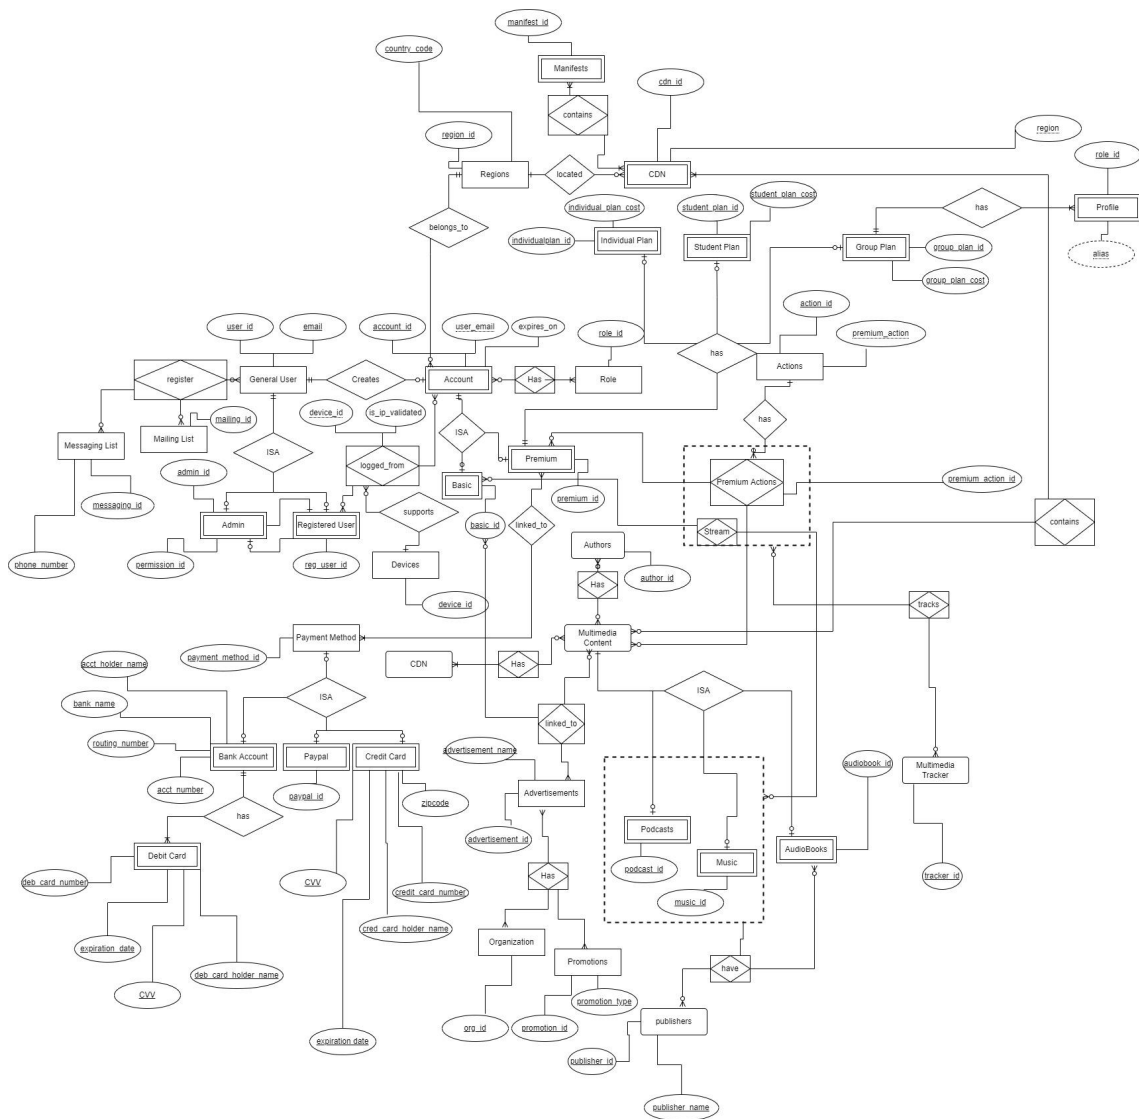 manifest_id
country_code
Manifests
cdn_id
contains
region
region_id
role_id
Regions
located
CDN
Profile
individual_plan_cost
student_plan_id
student_plan_cost
has
belongs_to
individualplan_id
Individual Plan
Student Plan
Group Plan
group_plan_id
alias
group_plan_cost
action_id
user_id
email
account_id
user_email
expires_on
role_id
premium_action
has
Actions
register
General User
Creates
Account
Has
Role
device_id
is_ip_validated
mailing_id
has
Messaging List
Mailing List
ISA
ISA
admin_id
logged_from
Premium
Basic
Premium Actions
premium_action_id
messaging_id
premium_id
basic_id
Admin
Registered User
supports
linked_to
Stream
contains
Authors
phone_number
permission_id
reg_user_id
Devices
author_id
Has
device_id
tracks
Payment Method
Multimedia
Content
payment_method_id
CDN
Has
acct_holder_name
ISA
ISA
bank_name
linked_to
routing_number
advertisement_name
Bank Account
Paypal
Credit Card
audiobook_id
Multimedia
Tracker
acct_number
paypal_id
zipcode
Advertisements
has
Podcasts
advertisement_id
AudioBooks
Debit Card
Music
podcast_id
deb_card_number
CVV
credit_card_number
Has
tracker_id
music_id
cred_card_holder_name
expiration_date
Organization
Promotions
have
deb_card_holder_name
CVV
promotion_type
org_id
promotion_id
publishers
expiration date
publisher_id
publisher_name